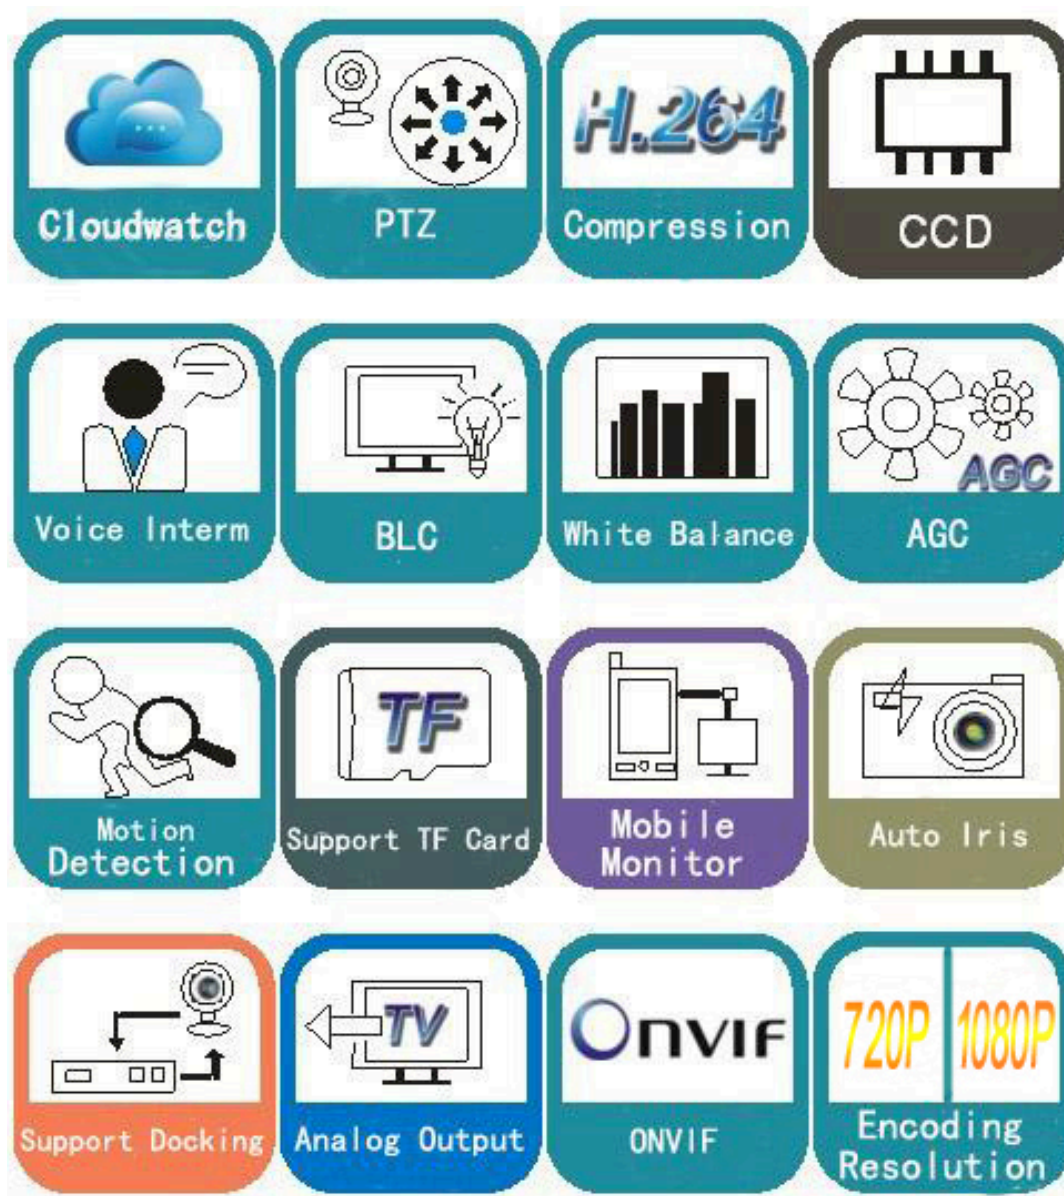 H.264
Cloudwatch
PTZ
Compression
CCD
AGC
Voice Interm
BLC
White Balance
AGC
TF
Motion
Detection
Support TF Card
Mobile
Monitor
Auto Iris
TV
ONVIF
720P
1080P
Support Docking
Analog Output
ONVIF
Encoding
Resolution